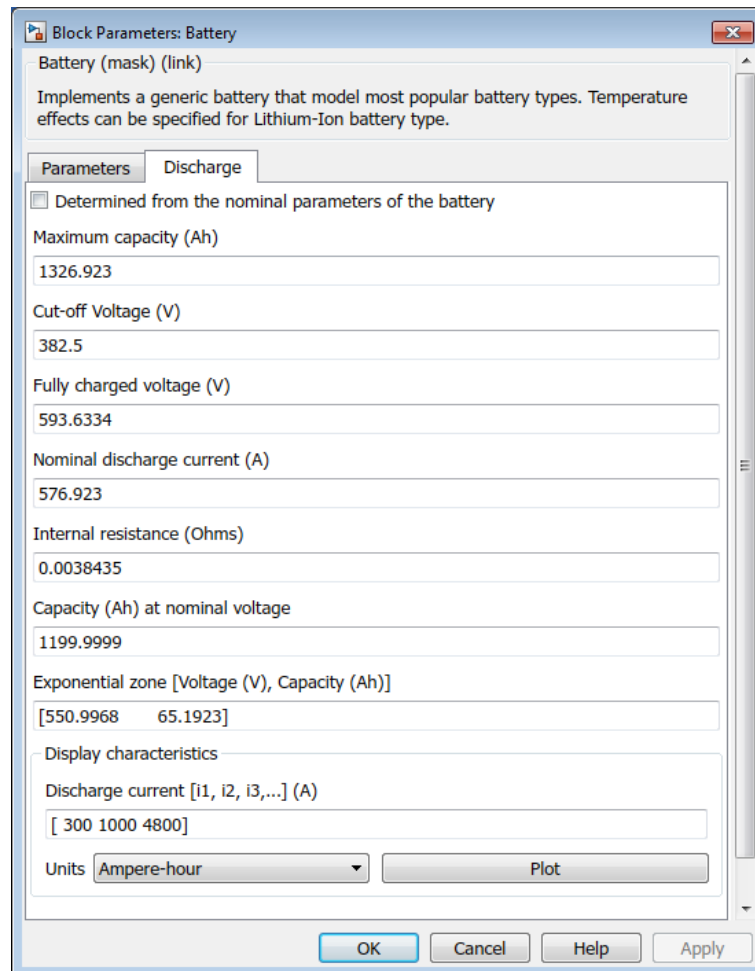 Block Parameters: Battery
Battery (mask) (link)
Implements a generic battery that model most popular battery types. Temperature
effects can be specified for Lithium-Ion battery type.
Parameters Discharge
Determined from the nominal parameters of the battery
Maximum capacity (Ah)
1326.923
Cut-off Voltage (V)
382.5
Fully charged voltage (V)
593.6334
Nominal discharge current (A)
576.923
Internal resistance (Ohms)
0.0038435
Capacity (Ah) at nominal voltage
1199.9999
Exponential zone [Voltage (V), Capacity (Ah)]
[550.9968 65.1923]
Display characteristics
Discharge current [i1, i2, i3,...] (A)
[ 300 1000 4800]
Units Ampere-hour Plot
OK Cancel Help Apply